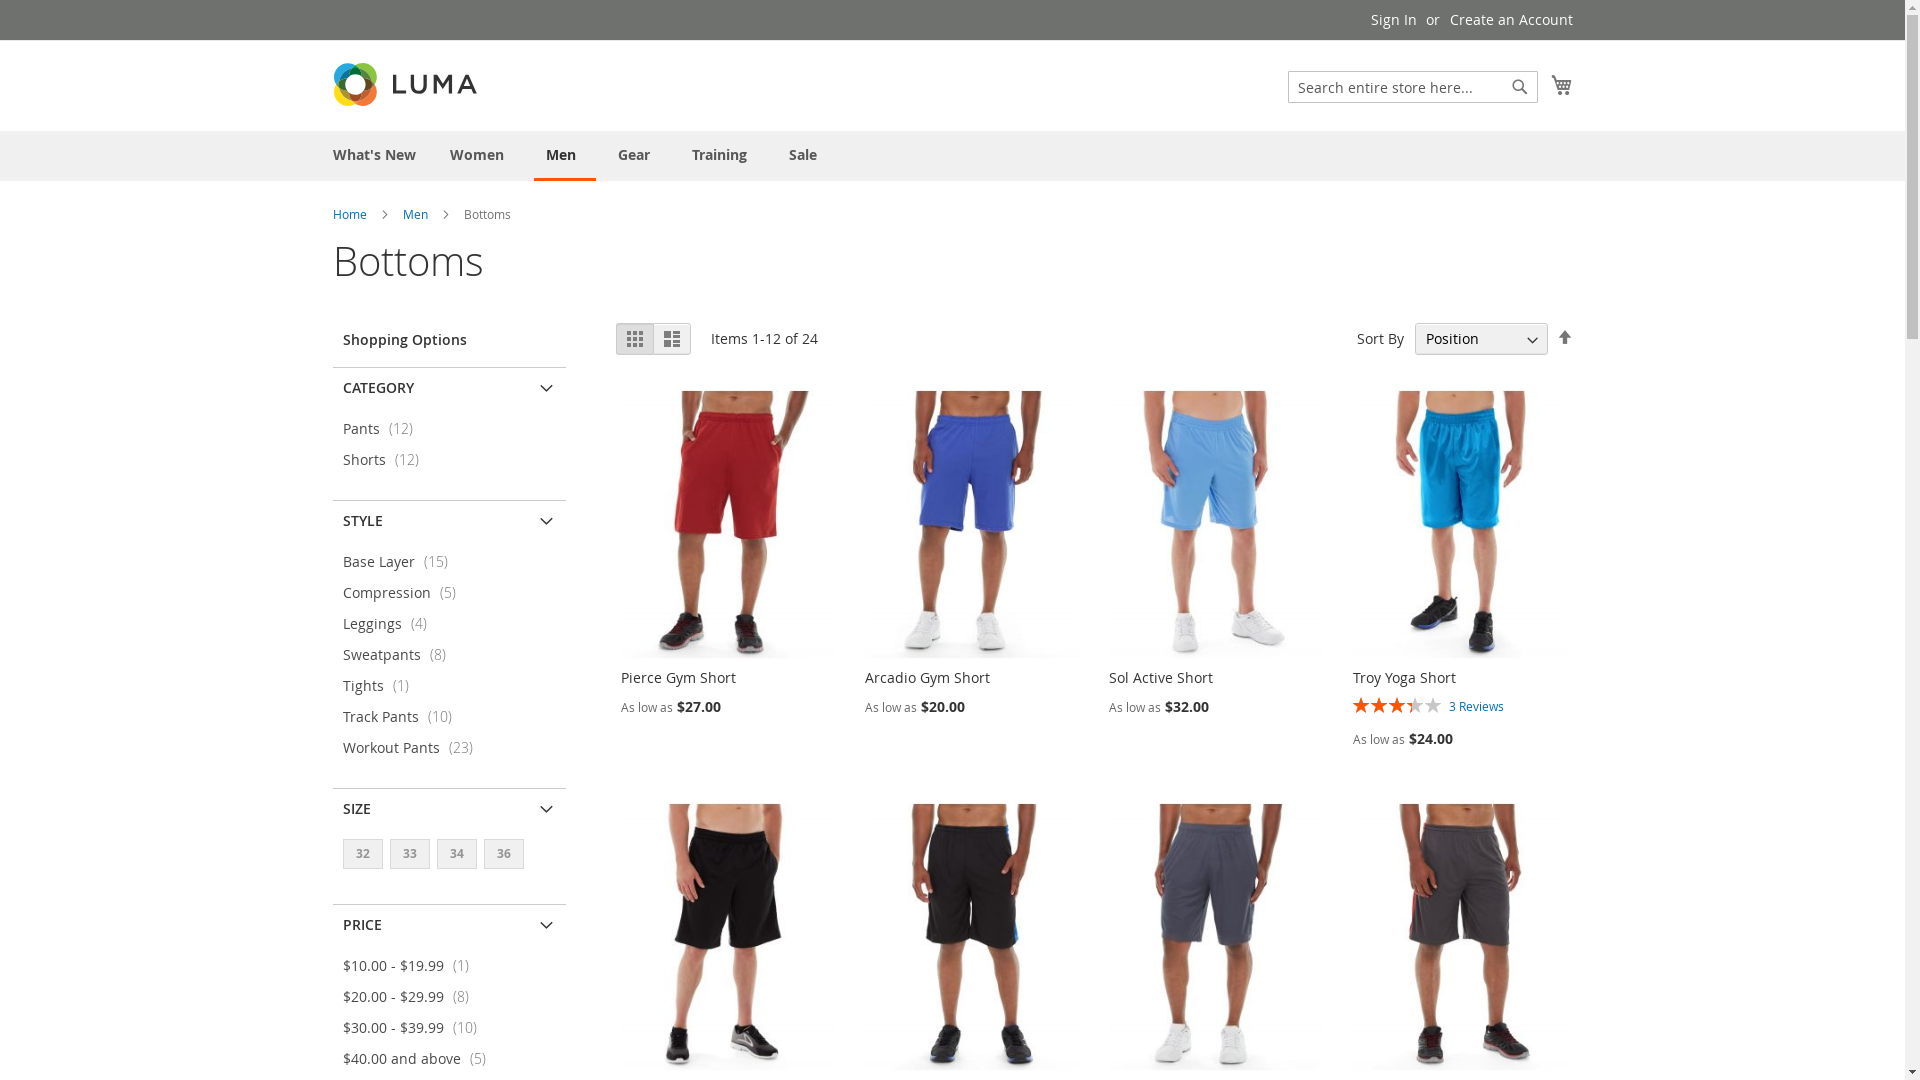 Sign In or Create an Account
LUMA
Search entire store here...
What's New Women Men Gear Training Sale
Home Men Bottoms
Bottoms
Shopping Options
CATEGORY
Pants (12)
Shorts (12)
STYLE
Base Layer (15)
Compression (5)
Leggings (4)
Sweatpants (8)
Tights (1)
Track Pants (10)
Workout Pants (23)
SIZE
32 33 34 36
PRICE
$10.00 - $19.99 (1)
$20.00 - $29.99 (8)
$30.00 - $39.99 (10)
$40.00 and above (5)
Items 1-12 of 24
Sort By Position
Pierce Gym Short
As low as $27.00
Arcadio Gym Short
As low as $20.00
Sol Active Short
As low as $32.00
Troy Yoga Short
3 Reviews
As low as $24.00